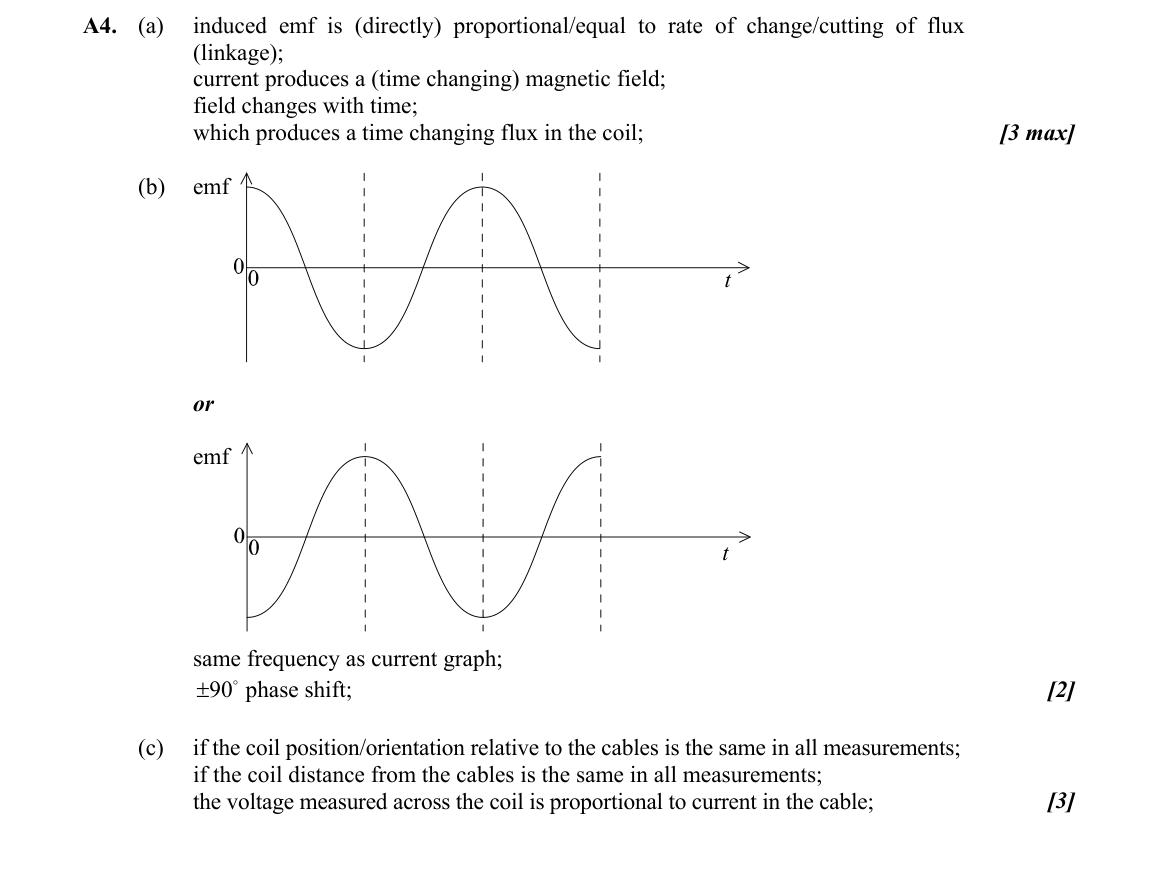 A4. (a) induced emf is (directly) proportional/equal to rate of change/cutting of flux
(linkage);
current produces a (time changing) magnetic field;
field changes with time;
which produces a time changing flux in the coil; [3 max]
(b) emf
0
0
t
or
emf
0
0
t
same frequency as current graph;
±90° phase shift; [2]
(c) if the coil position/orientation relative to the cables is the same in all measurements;
if the coil distance from the cables is the same in all measurements;
the voltage measured across the coil is proportional to current in the cable; [3]